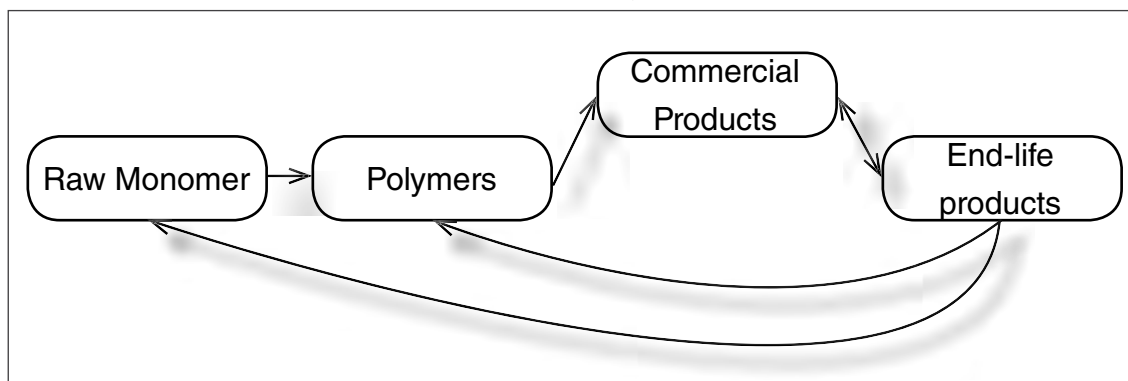 Commercial
Products
Raw Monomer
Polymers
End-life
products